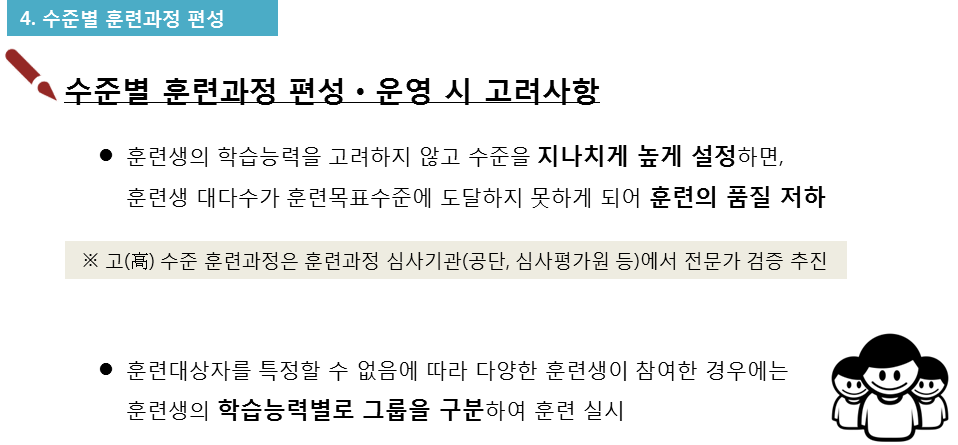 4. 수준별 훈련과정 편성
수준별 훈련과정 편성・운영 시 고려사항
● 훈련생의 학습능력을 고려하지 않고 수준을 지나치게 높게 설정하면,
훈련생 대다수가 훈련목표수준에 도달하지 못하게 되어 훈련의 품질 저하
※ 고(高) 수준 훈련과정은 훈련과정 심사기관(공단, 심사평가원 등)에서 전문가 검증 추진
● 훈련대상자를 특정할 수 없음에 따라 다양한 훈련생이 참여한 경우에는
훈련생의 학습능력별로 그룹을 구분하여 훈련 실시